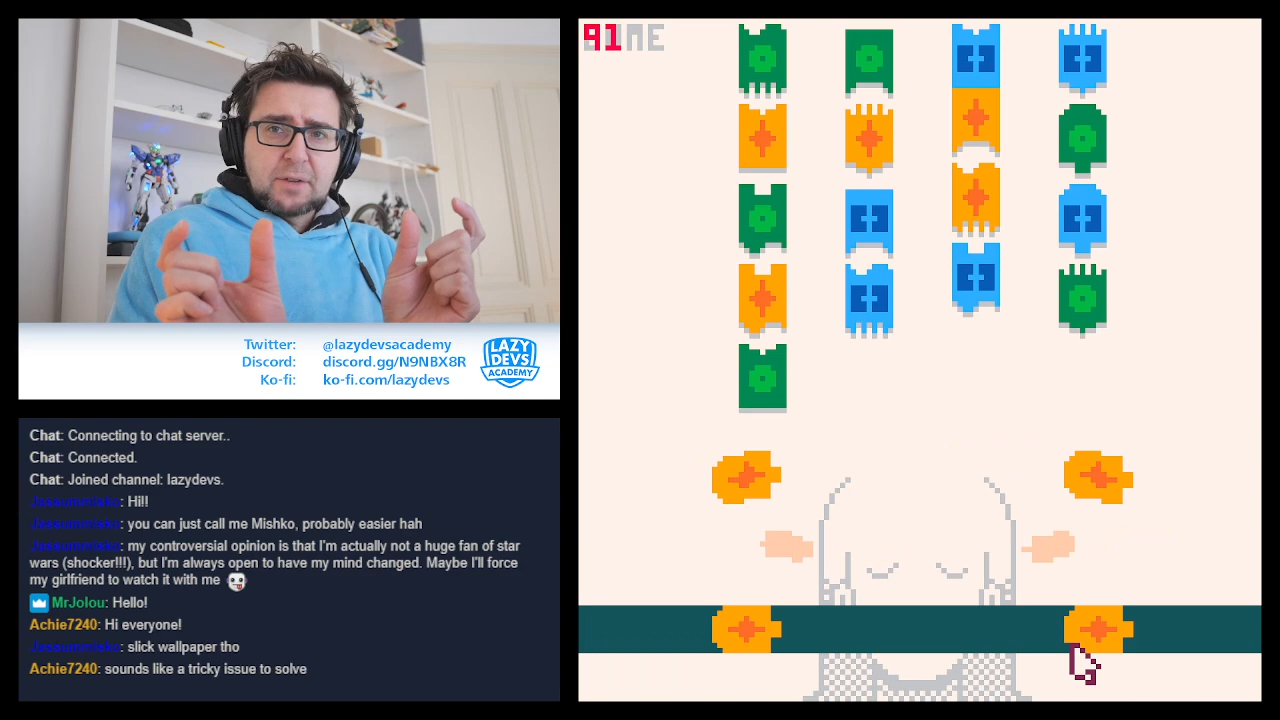 91ME
Twitter: @lazydevsacademy
Discord: discord.gg/N9NBX8R
Ko-fi: ko-fi.com/lazydevs
LAZY
DEVS
ACADEMY
Chat: Connecting to chat server..
Chat: Connected.
Chat: Joined channel: lazydevs.
: Hi!!
: you can just call me Mishko, probably easier hah
: my controversial opinion is that I'm actually not a huge fan of star
wars (shocker!!!), but I'm always open to have my mind changed. Maybe I'll force
my girlfriend to watch it with me
MrJolou: Hello!
Achie7240: Hi everyone!
: slick wallpaper tho
Achie7240: sounds like a tricky issue to solve